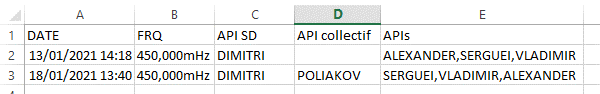 A B C D E
1 DATE FRQ API SD API collectif APIs
2 13/01/2021 14:18 450,000mHz DIMITRI ALEXANDER,SERGUEI,VLADIMIR
3 18/01/2021 13:40 450,000mHz DIMITRI POLIAKOV SERGUEI,VLADIMIR,ALEXANDER